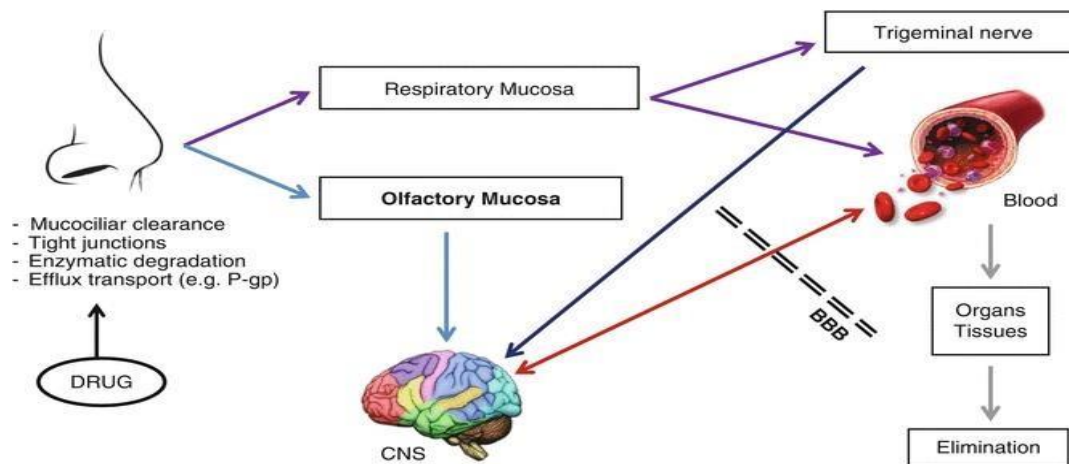 Trigeminal nerve
Respiratory Mucosa
Olfactory Mucosa
Blood
- Mucociliar clearance
- Tight junctions
- Enzymatic degradation
- Efflux transport (e.g. P-gp)
BBB
Organs
Tissues
DRUG
CNS
Elimination